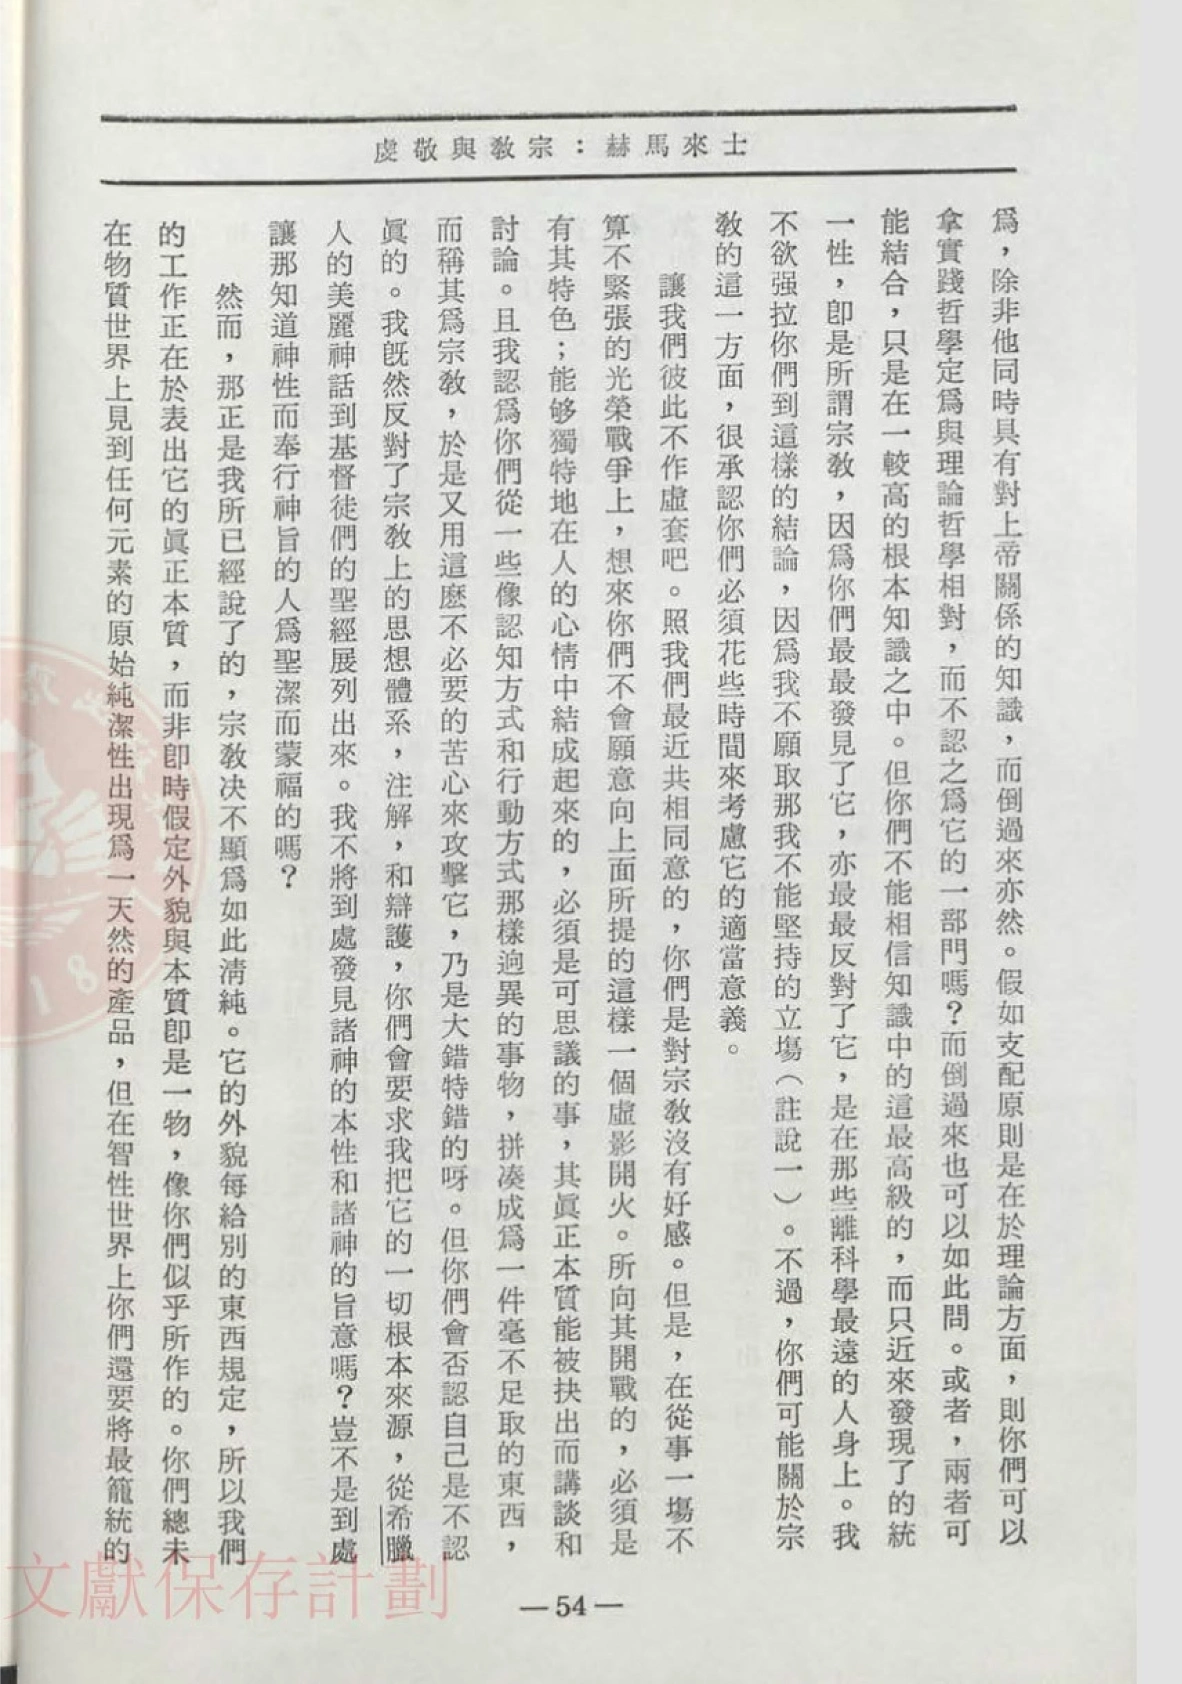 士來馬赫：宗教與敬虔
爲，除非他同時具有對上帝關係的知識，而倒過來亦然。假如支配原則是在於理論方面，則你們可以
拿實踐哲學定爲與理論哲學相對，而不認之爲它的一部門嗎？而倒過來也可以如此問。或者，兩者可
能結合，只是在一較高的根本知識之中。但你們不能相信知識中的這最高級的，而只近來發現了的統
一性，卽是所謂宗敎，因爲你們最最發見了它，亦最最反對了它，是在那些離科學最遠的人身上。我
不欲强拉你們到這樣的結論，因爲我不願取那我不能堅持的立塲（註說一）。不過，你們可能關於宗
敎的這一方面，很承認你們必須花些時間來考慮它的適當意義。
讓我們彼此不作虛套吧。照我們最近共相同意的，你們是對宗敎沒有好感。但是，在從事一塲不
算不緊張的光榮戰爭上，想來你們不會願意向上面所提的這樣一個虛影開火。所向其開戰的，必須是
有其特色；能够獨特地在人的心情中結成起來的，必須是可思議的事，其眞正本質能被抉出而講談和
討論。且我認爲你們從一些像認知方式和行動方式那樣逈異的事物，拼凑成爲一件毫不足取的東西，
而稱其爲宗敎，於是又用這麽不必要的苦心來攻擊它，乃是大錯特錯的呀。但你們會否認自己是不認
眞的。我旣然反對了宗敎上的思想體系，注解，和辯護，你們會要求我把它的一切根本來源，從希臘
人的美麗神話到基督徒們的聖經展列出來。我不將到處發見諸神的本性和諸神的旨意嗎？豈不是到處
讓那知道神性而奉行神旨的人爲聖潔而蒙福的嗎？
然而，那正是我所已經說了的，宗敎决不顯爲如此淸純。它的外貌每給別的東西規定，所以我們
的工作正在於表出它的眞正本質，而非卽時假定外貌與本質卽是一物，像你們似乎所作的。你們總未
在物質世界上見到任何元素的原始純潔性出現爲一天然的產品，但在智性世界上你們還要將最籠統的
—54—
文獻保存計劃
18